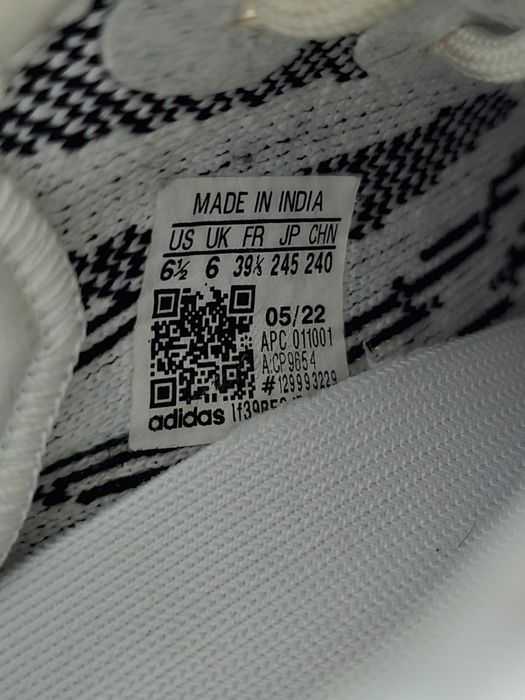 MADE IN INDIA
US UK FR JP CHN
6½ 6 39⅓ 245 240
05/22
APC 011001
A:CP9654
#129993229
adidas